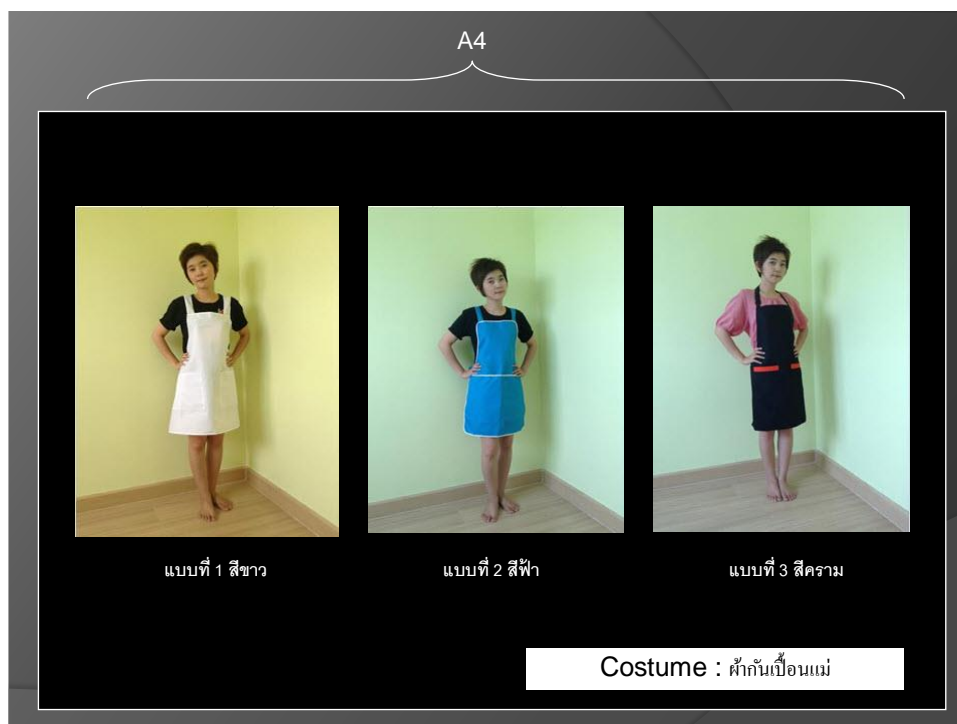 A4
แบบที่ 1 สีขาว
แบบที่ 2 สีฟ้า
แบบที่ 3 สีคราม
Costume : ผ้ากันเปื้อนแม่